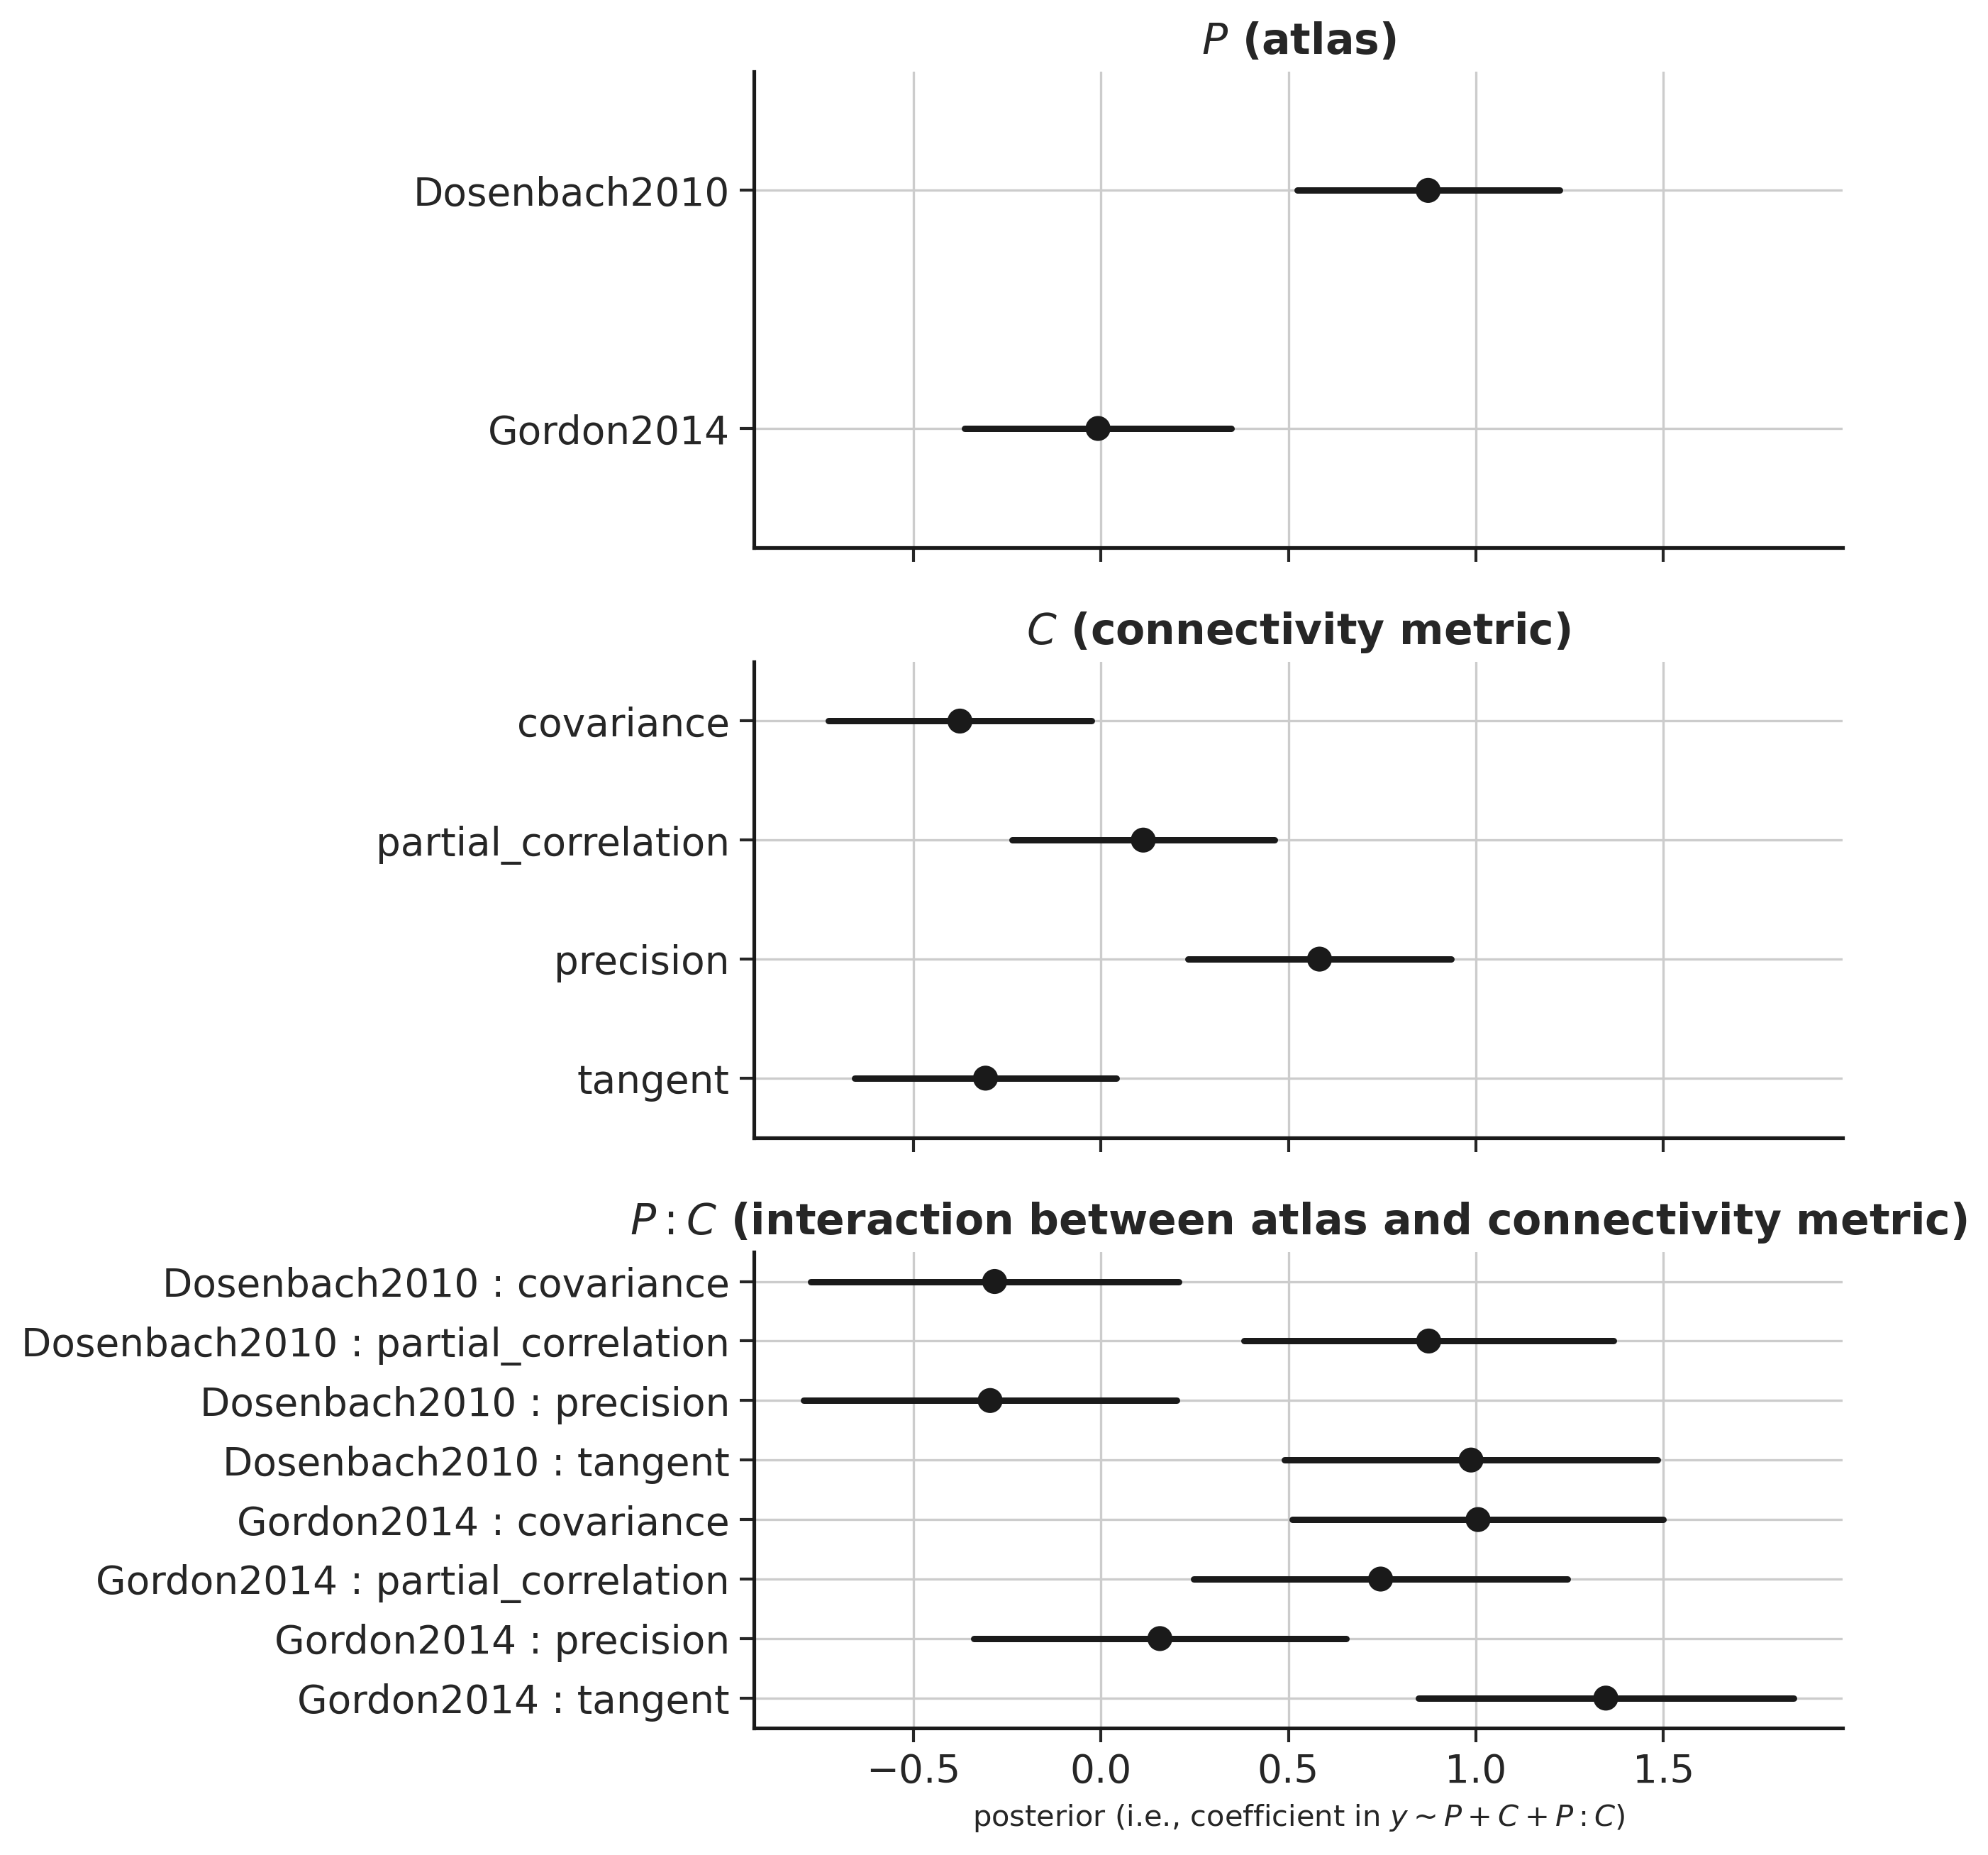 P (atlas)
Dosenbach2010
Gordon2014
C (connectivity metric)
covariance
partial_correlation
precision
tangent
P : C (interaction between atlas and connectivity metric)
Dosenbach2010 : covariance
Dosenbach2010 : partial_correlation
Dosenbach2010 : precision
Dosenbach2010 : tangent
Gordon2014 : covariance
Gordon2014 : partial_correlation
Gordon2014 : precision
Gordon2014 : tangent
−0.5 0.0 0.5 1.0 1.5
posterior (i.e., coefficient in y ~ P + C + P : C)